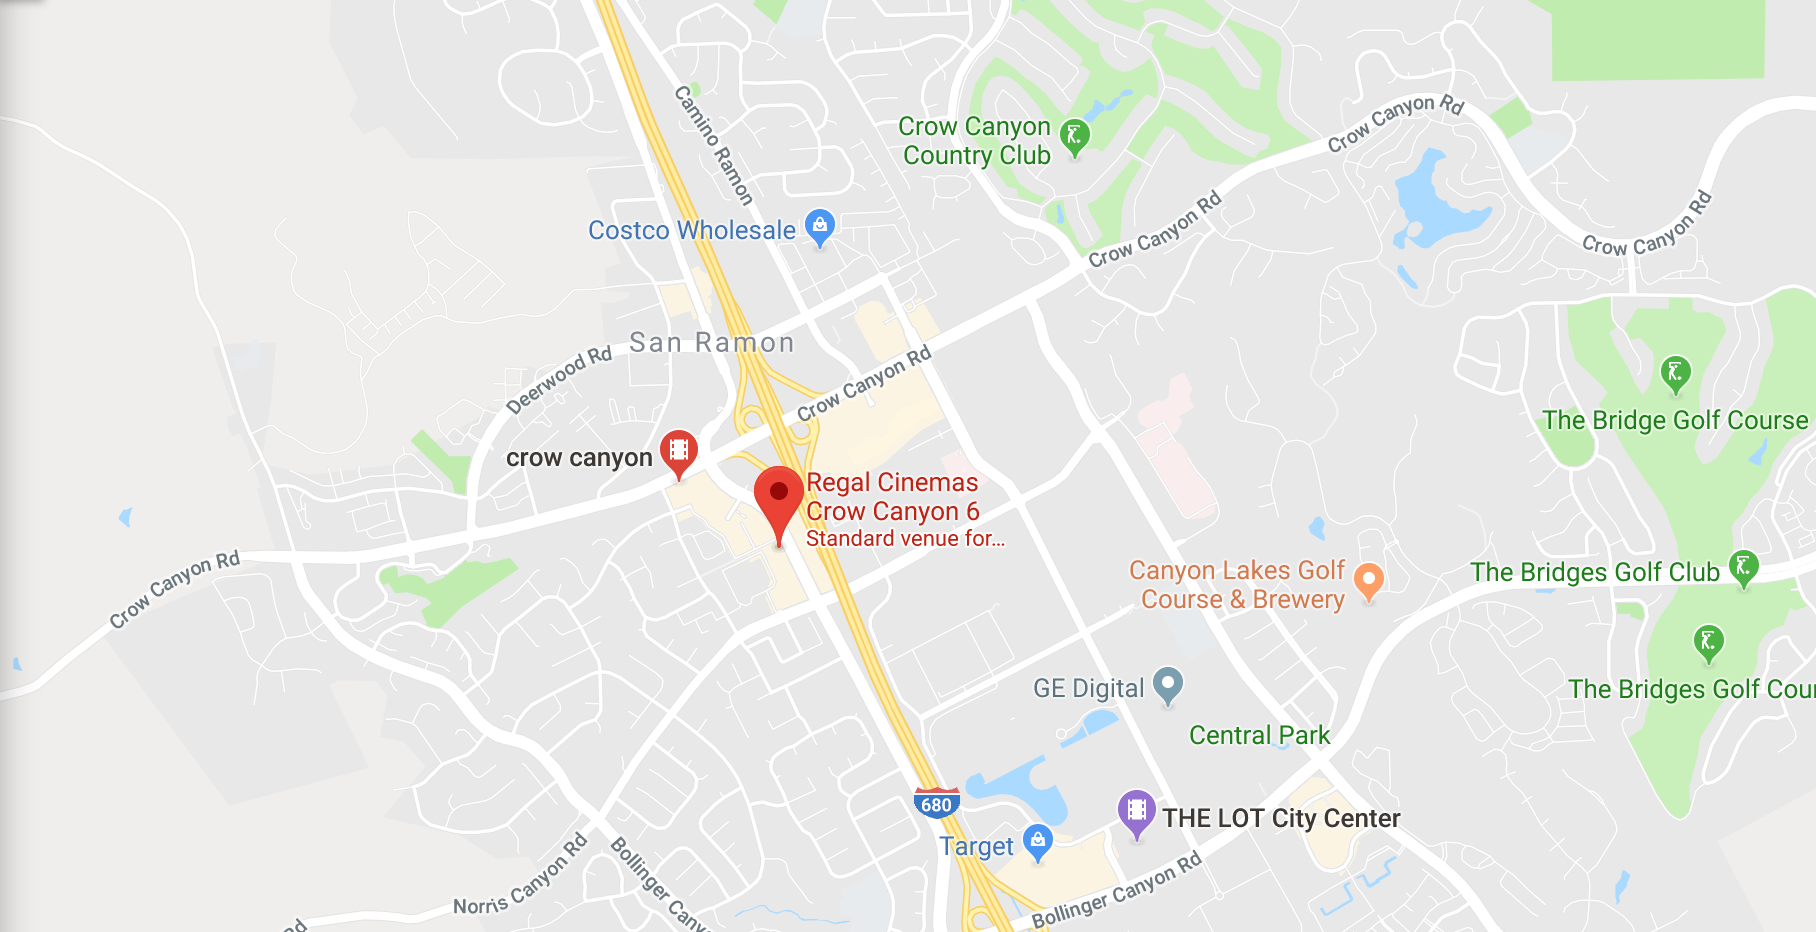 Camino Ramon
Crow Canyon
Country Club
Crow Canyon Rd
Costco Wholesale
Crow Canyon Rd
Crow Canyon Rd
San Ramon
Deerwood Rd
Crow Canyon Rd
The Bridge Golf Course
crow canyon
Regal Cinemas
Crow Canyon 6
Standard venue for...
Crow Canyon Rd
Canyon Lakes Golf
Course & Brewery
The Bridges Golf Club
GE Digital
The Bridges Golf Cour
Central Park
680
THE LOT City Center
Target
Norris Canyon Rd
Bollinger Cany
Bollinger Canyon Rd
Rd